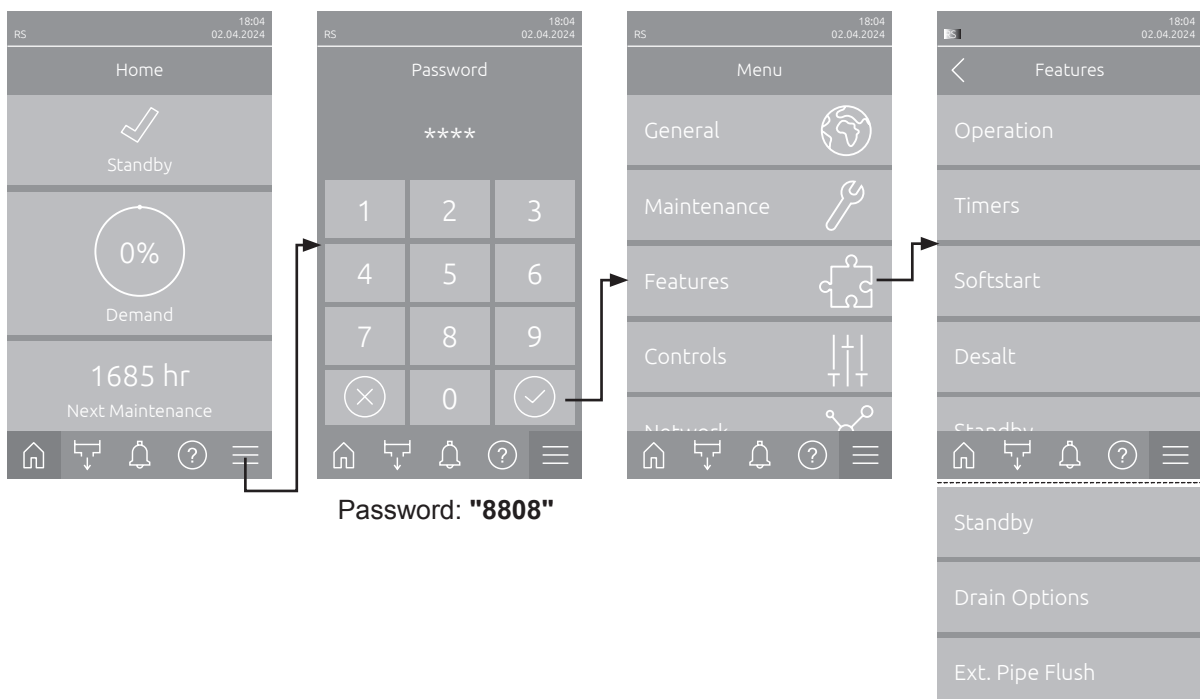 18:04
RS 02.04.2024
Home
Standby
0%
Demand
1685 hr
Next Maintenance
18:04
RS 02.04.2024
Password
****
1 2 3
4 5 6
7 8 9
0
?
Password: "8808"
18:04
RS 02.04.2024
Menu
General
Maintenance
Features
Controls
Network
?
18:04
RS 02.04.2024
Features
Operation
Timers
Softstart
Desalt
Standby
?
Standby
Drain Options
Ext. Pipe Flush